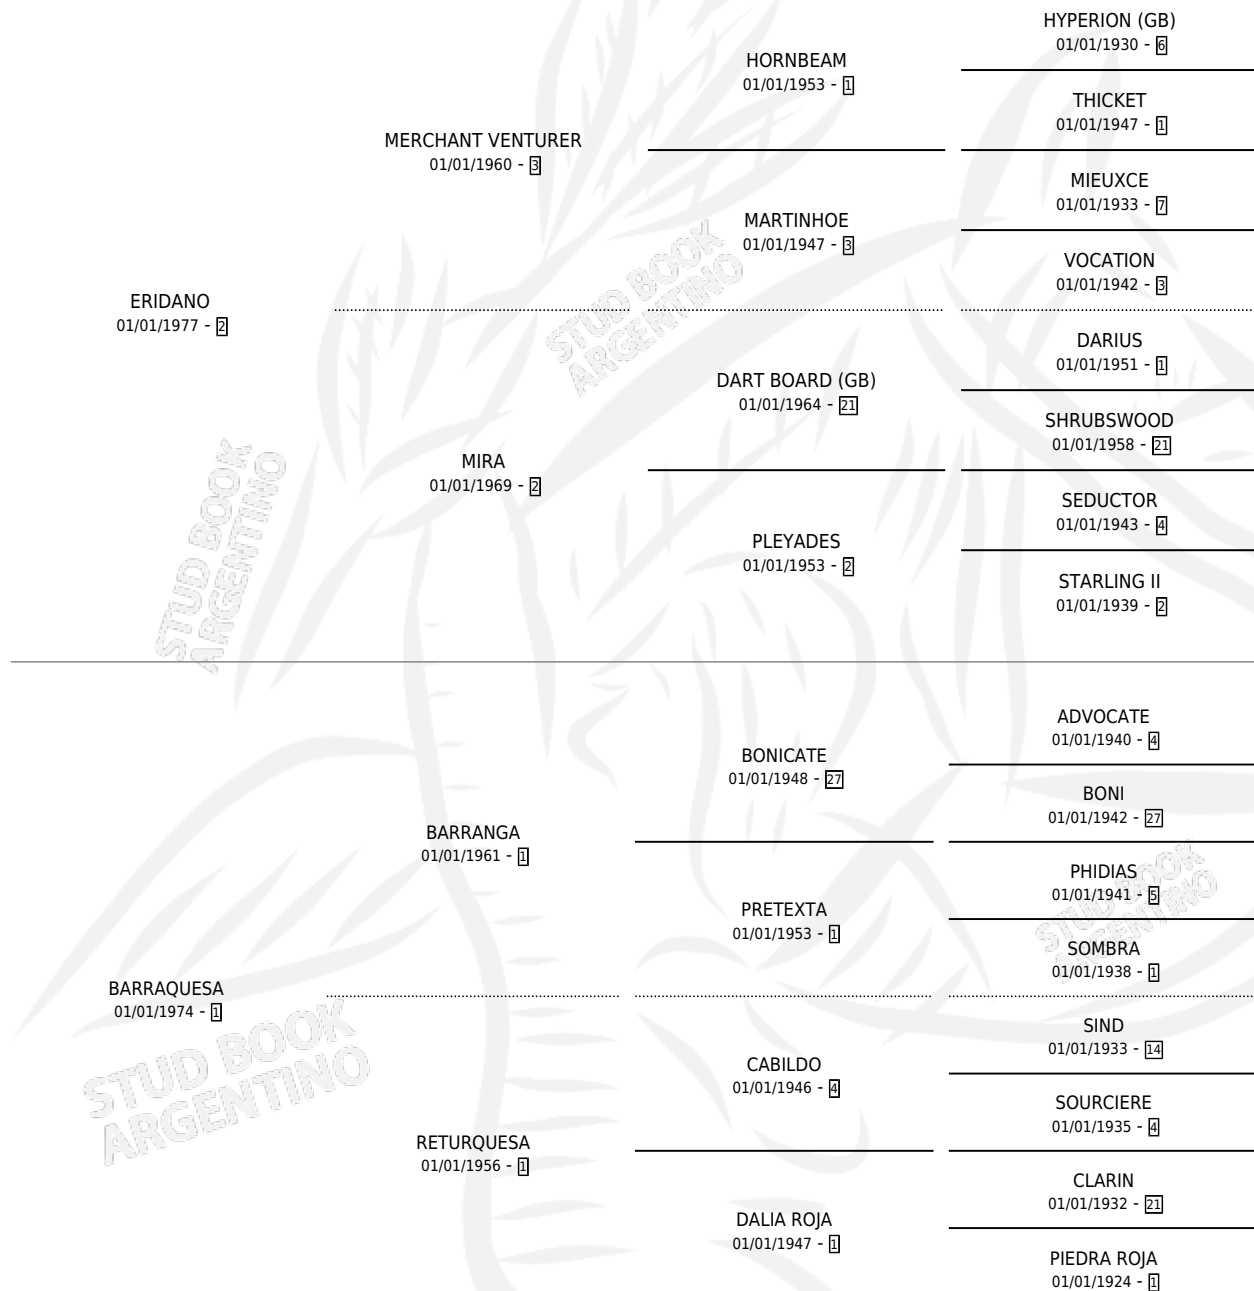 HYPERION (GB)
01/01/1930 - 6
HORNBEAM
01/01/1953 - 1
THICKET
01/01/1947 - 1
MERCHANT VENTURER
01/01/1960 - 3
MIEUXCE
01/01/1933 - 7
MARTINHOE
01/01/1947 - 3
VOCATION
01/01/1942 - 3
ERIDANO
01/01/1977 - 2
STUD BOOK
ARGENTINO
DARIUS
01/01/1951 - 1
DART BOARD (GB)
01/01/1964 - 21
SHRUBSWOOD
01/01/1958 - 21
MIRA
01/01/1969 - 2
SEDUCTOR
01/01/1943 - 4
PLEYADES
01/01/1953 - 2
STARLING II
01/01/1939 - 2
STUD BOOK
ARGENTINO
ADVOCATE
01/01/1940 - 4
BONICATE
01/01/1948 - 27
BONI
01/01/1942 - 27
BARRANGA
01/01/1961 - 1
PHIDIAS
01/01/1941 - 5
PRETEXTA
01/01/1953 - 1
SOMBRA
01/01/1938 - 1
STUD BOOK
ARGENTINO
BARRAQUESA
01/01/1974 - 1
SIND
01/01/1933 - 14
CABILDO
01/01/1946 - 4
SOURCIERE
01/01/1935 - 4
STUD BOOK
ARGENTINO
RETURQUESA
01/01/1956 - 1
CLARIN
01/01/1932 - 21
DALIA ROJA
01/01/1947 - 1
PIEDRA ROJA
01/01/1924 - 1